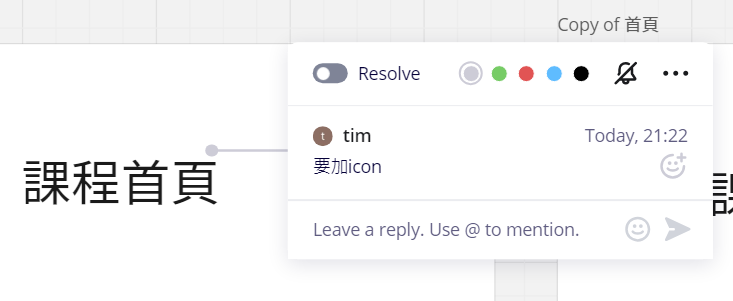 Copy of 首頁
Resolve
t
tim
Today, 21:22
要加icon
課程首頁
Leave a reply. Use @ to mention.